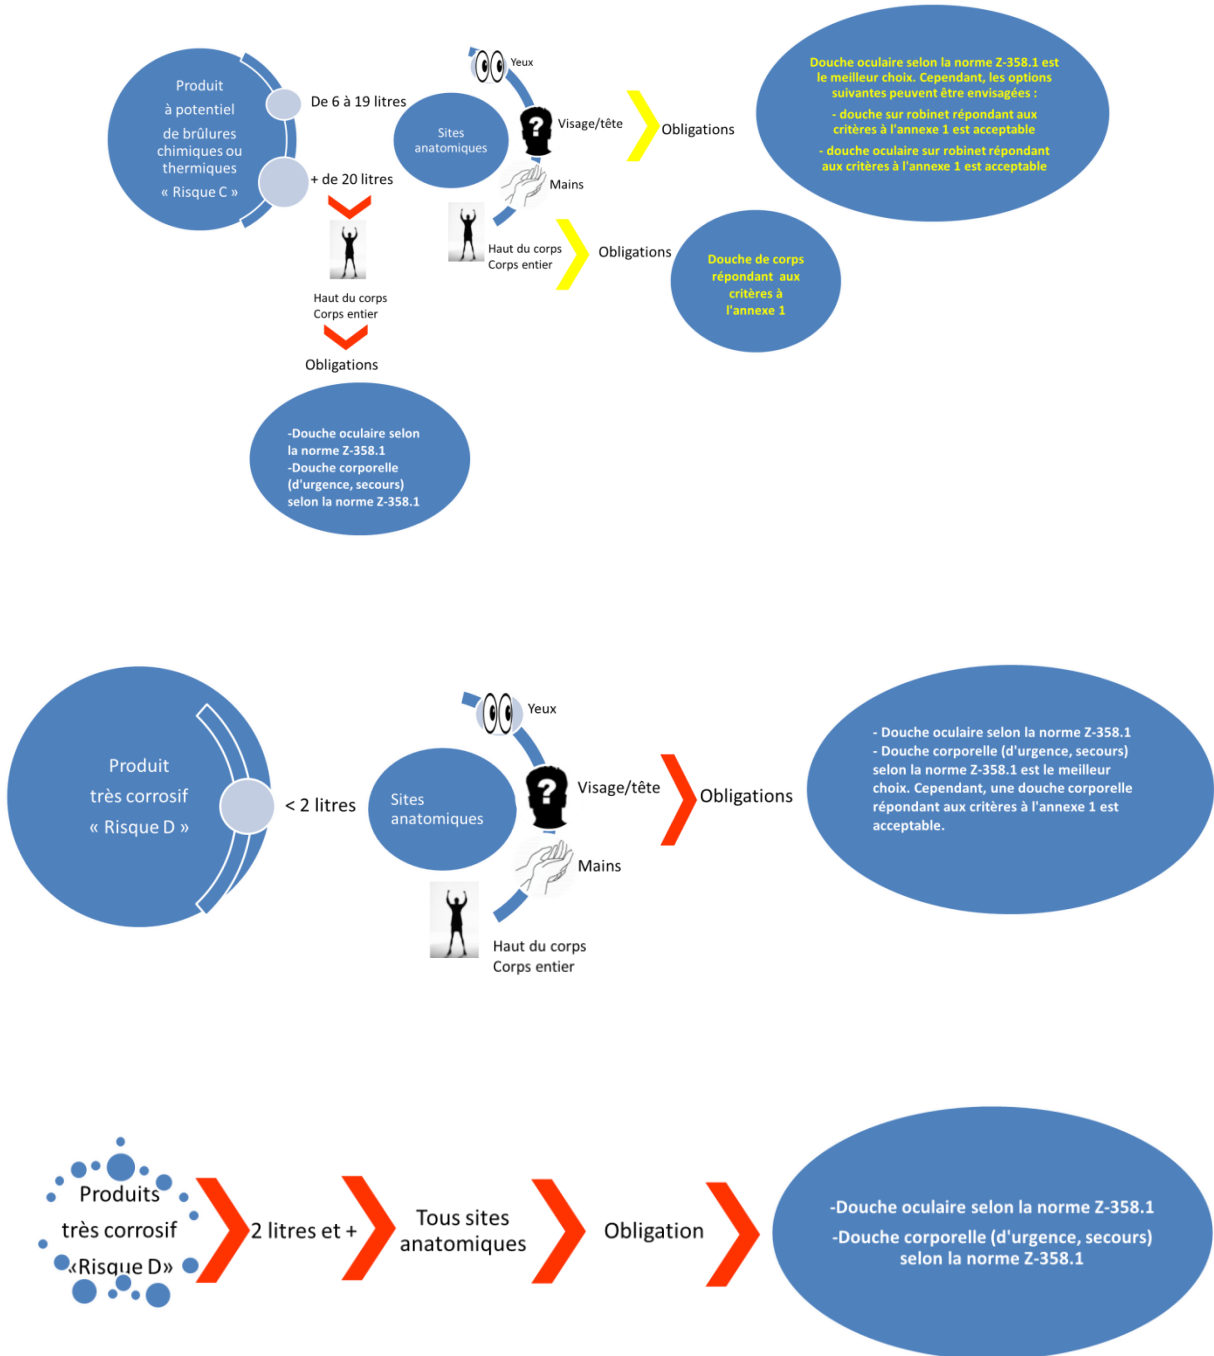 Produit
à potentiel
de brûlures
chimiques ou
thermiques
« Risque C »
De 6 à 19 litres
+ de 20 litres
Haut du corps
Corps entier
Obligations
-Douche oculaire selon
la norme Z-358.1
-Douche corporelle
(d'urgence, secours)
selon la norme Z-358.1
Sites
anatomiques
Yeux
?
Visage/tête
Mains
Haut du corps
Corps entier
Obligations
Douche oculaire selon la norme Z-358.1 est
le meilleur choix. Cependant, les options
suivantes peuvent être envisagées :
- douche sur robinet répondant aux
critères à l'annexe 1 est acceptable
- douche oculaire sur robinet répondant
aux critères à l'annexe 1 est acceptable
Obligations
Douche de corps
répondant aux
critères à
l'annexe 1
Produit
très corrosif
« Risque D »
< 2 litres
Sites
anatomiques
Yeux
?
Visage/tête
Mains
Haut du corps
Corps entier
Obligations
- Douche oculaire selon la norme Z-358.1
- Douche corporelle (d'urgence, secours)
selon la norme Z-358.1 est le meilleur
choix. Cependant, une douche corporelle
répondant aux critères à l'annexe 1 est
acceptable.
Produits
très corrosif
«Risque D»
2 litres et +
Tous sites
anatomiques
Obligation
-Douche oculaire selon la norme Z-358.1
-Douche corporelle (d'urgence, secours)
selon la norme Z-358.1